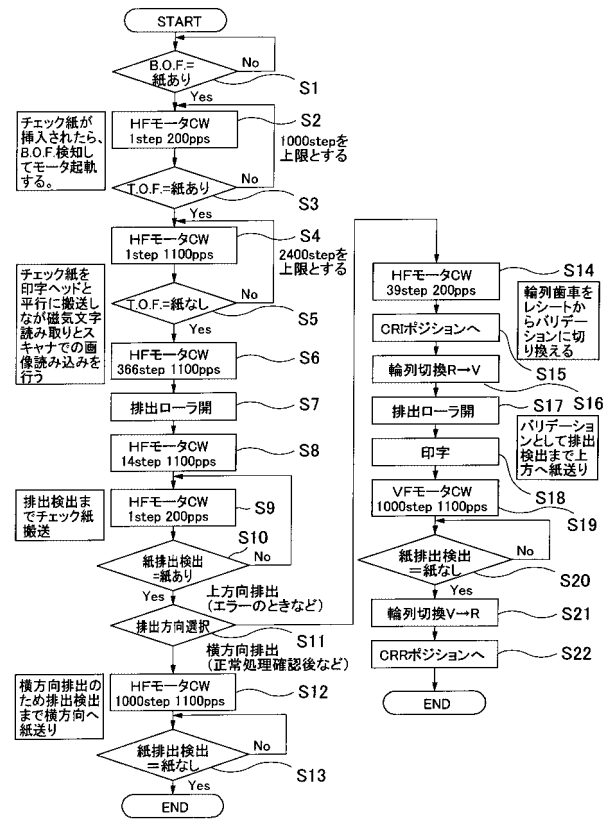 START
B.O.F.=
紙あり
No
S1
Yes
チェック紙が
挿入されたら、
B.O.F.検知し
てモータ起軌
する。
HFモータCW
1step 200pps
S2
1000stepを
上限とする
T.O.F.=紙あり
No
S3
Yes
HFモータCW
1step 1100pps
S4
2400stepを
上限とする
チェック紙を
印字ヘッドと
平行に搬送し
なが磁気文字
読み取りとス
キャナでの画
像読み込みを
行う
T.O.F.=紙なし
No
S5
Yes
HFモータCW
366step 1100pps
S6
排出ローラ開
S7
HFモータCW
14step 1100pps
S8
排出検出ま
でチェック紙
搬送
HFモータCW
1step 200pps
S9
S10
紙排出検出
=紙あり
No
Yes
上方向排出
(エラーのときなど)
排出方向選択
S11
横方向排出
(正常処理確認後など)
横方向排出の
ため排出検出
まで横方向へ
紙送り
HFモータCW
1000step 1100pps
S12
紙排出検出
=紙なし
No
S13
Yes
END
HFモータCW
39step 200pps
S14
輪列歯車を
レシートか
らバリデー
ションに切
り換える
CRIポジションへ
S15
輪列切換R→V
S16
排出ローラ開
S17
バリデーショ
ンとして排出
検出まで上
方へ紙送り
印字
S18
VFモータCW
1000step 1100pps
S19
紙排出検出
=紙なし
No
S20
Yes
輪列切換V→R
S21
CRRポジションへ
S22
END